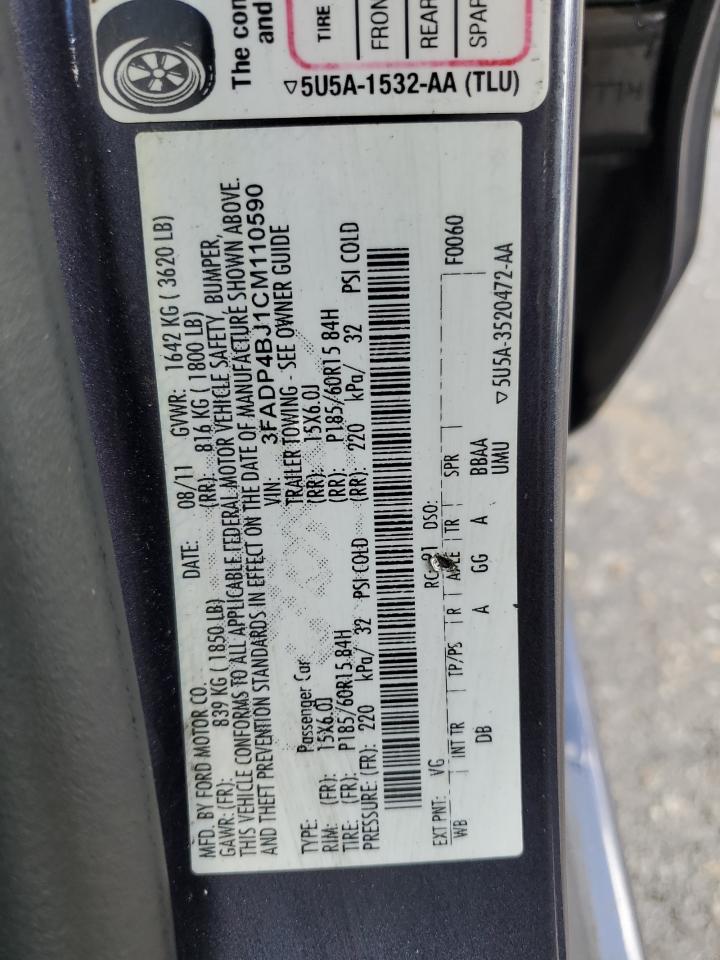 The con
and
TIRE
FRON
REAR
SPAR
▽5U5A-1532-AA (TLU)
MFD. BY FORD MOTOR CO.
DATE: 08/11 GVWR: 1642 KG ( 3620 LB)
GAWR: (FR): 839 KG ( 1850 LB) (RR): 816 KG ( 1800 LB)
THIS VEHICLE CONFORMS TO ALL APPLICABLE FEDERAL MOTOR VEHICLE SAFETY, BUMPER,
AND THEFT PREVENTION STANDARDS IN EFFECT ON THE DATE OF MANUFACTURE SHOWN ABOVE.
VIN: 3FADP4BJ1CM110590
TYPE: Passenger Car TRAILER TOWING - SEE OWNER GUIDE
RIM: (FR): 15X6.0J (RR): 15X6.0J
TIRE: (FR): P185/60R15 84H (RR): P185/60R15 84H
PRESSURE: (FR): 220 kPa/ 32 PSI COLD (RR): 220 kPa/ 32 PSI COLD
EXT PNT: VG RC: 21 DSO: F0060
WB INT TR TP/PS R AXLE TR SPR
DB A GG A BBAA
UMU
▽5U5A-3520472-AA